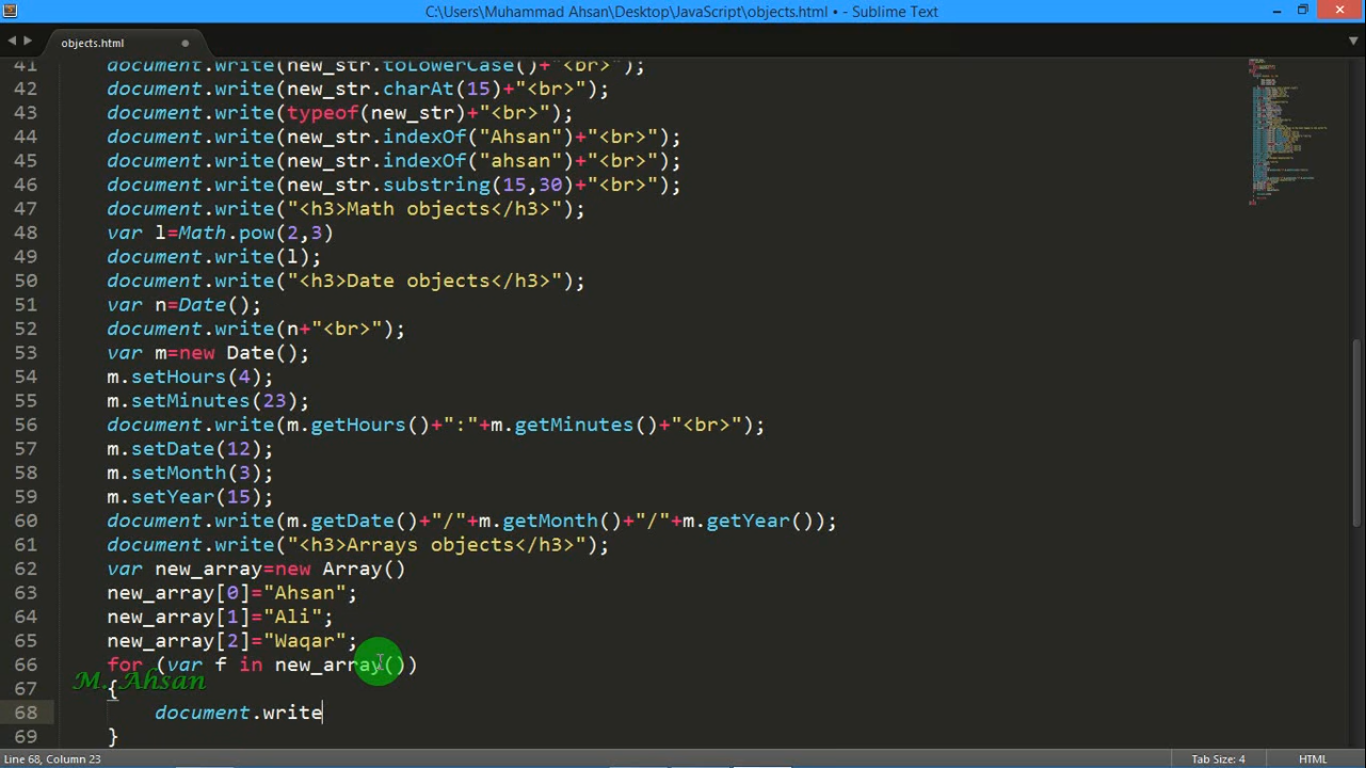 C:\Users\Muhammad Ahsan\Desktop\JavaScript\objects.html • - Sublime Text
objects.html
41 document.write(new_str.toLowerCase()+"<br>");
42 document.write(new_str.charAt(15)+"<br>");
43 document.write(typeof(new_str)+"<br>");
44 document.write(new_str.indexOf("Ahsan")+"<br>");
45 document.write(new_str.indexOf("ahsan")+"<br>");
46 document.write(new_str.substring(15,30)+"<br>");
47 document.write("<h3>Math objects</h3>");
48 var l=Math.pow(2,3)
49 document.write(l);
50 document.write("<h3>Date objects</h3>");
51 var n=Date();
52 document.write(n+"<br>");
53 var m=new Date();
54 m.setHours(4);
55 m.setMinutes(23);
56 document.write(m.getHours()+":"+m.getMinutes()+"<br>");
57 m.setDate(12);
58 m.setMonth(3);
59 m.setYear(15);
60 document.write(m.getDate()+"/"+m.getMonth()+"/"+m.getYear());
61 document.write("<h3>Arrays objects</h3>");
62 var new_array=new Array()
63 new_array[0]="Ahsan";
64 new_array[1]="Ali";
65 new_array[2]="Waqar";
66 for (var f in new_array())
M. Ahsan
67 {
68 document.write
69 }
Line 68, Column 23
Tab Size: 4
HTML